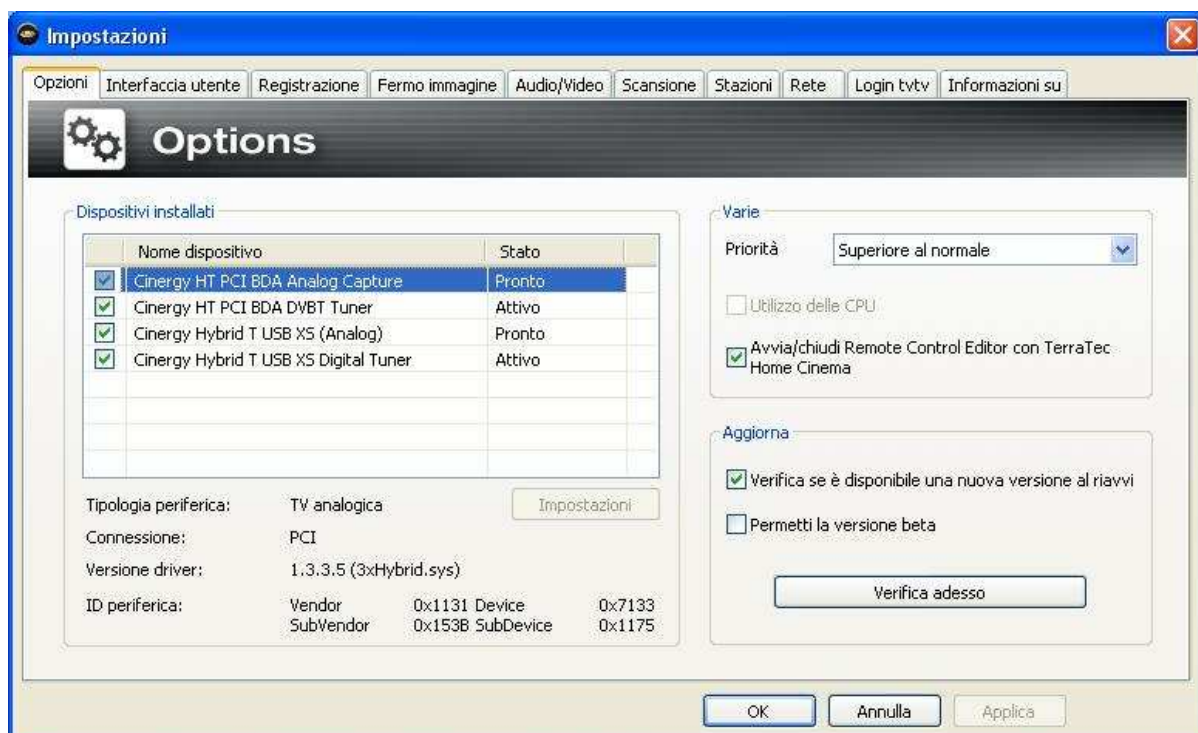 Impostazioni
Opzioni Interfaccia utente Registrazione Fermo immagine Audio/Video Scansione Stazioni Rete Login tvtv Informazioni su
Options
Dispositivi installati
Nome dispositivo Stato
Cinergy HT PCI BDA Analog Capture Pronto
Cinergy HT PCI BDA DVBT Tuner Attivo
Cinergy Hybrid T USB XS (Analog) Pronto
Cinergy Hybrid T USB XS Digital Tuner Attivo
Tipologia periferica: TV analogica Impostazioni
Connessione: PCI
Versione driver: 1.3.3.5 (3xHybrid.sys)
ID periferica: Vendor 0x1131 Device 0x7133
SubVendor 0x153B SubDevice 0x1175
Varie
Priorità Superiore al normale
Utilizzo delle CPU
Avvia/chiudi Remote Control Editor con TerraTec
Home Cinema
Aggiorna
Verifica se è disponibile una nuova versione al riavvi
Permetti la versione beta
Verifica adesso
OK Annulla Applica